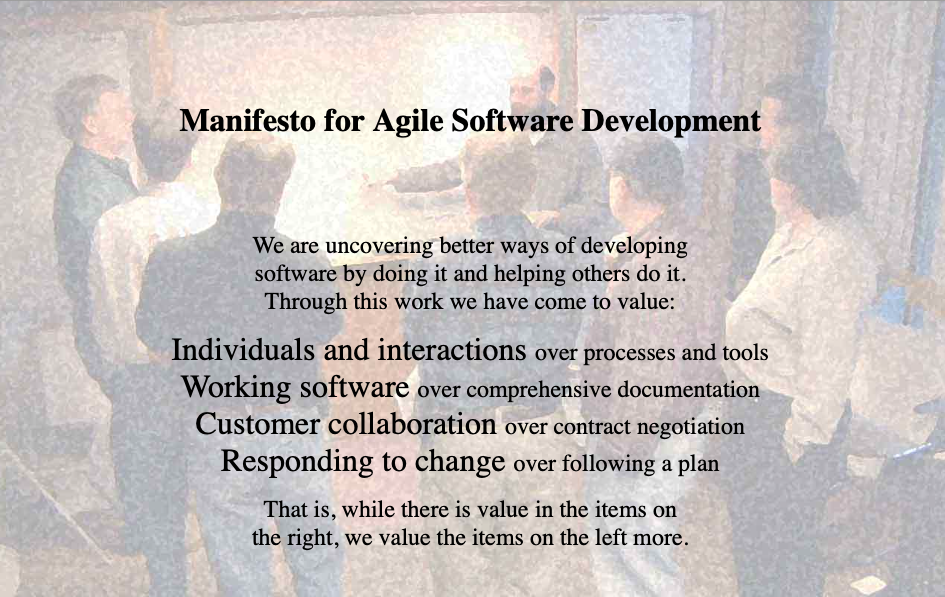 Manifesto for Agile Software Development
We are uncovering better ways of developing
software by doing it and helping others do it.
Through this work we have come to value:
Individuals and interactions over processes and tools
Working software over comprehensive documentation
Customer collaboration over contract negotiation
Responding to change over following a plan
That is, while there is value in the items on
the right, we value the items on the left more.